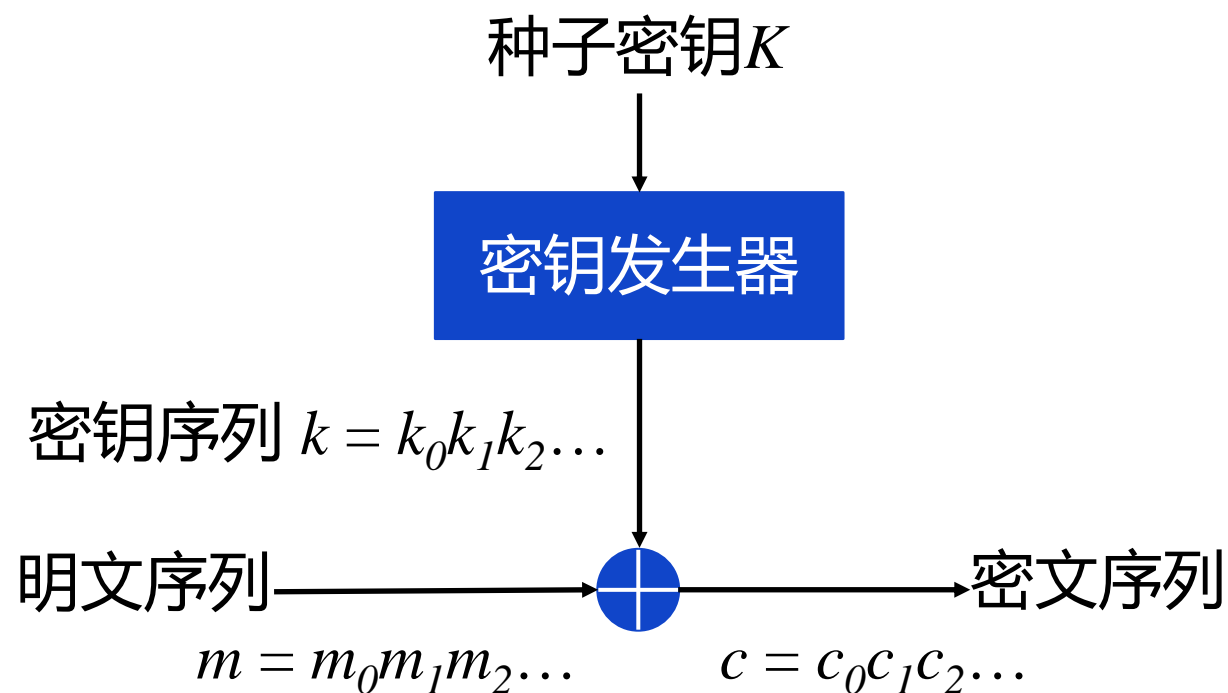 种子密钥K
密钥发生器
密钥序列 k = k₀k₁k₂…
明文序列
密文序列
m = m₀m₁m₂…
c = c₀c₁c₂…